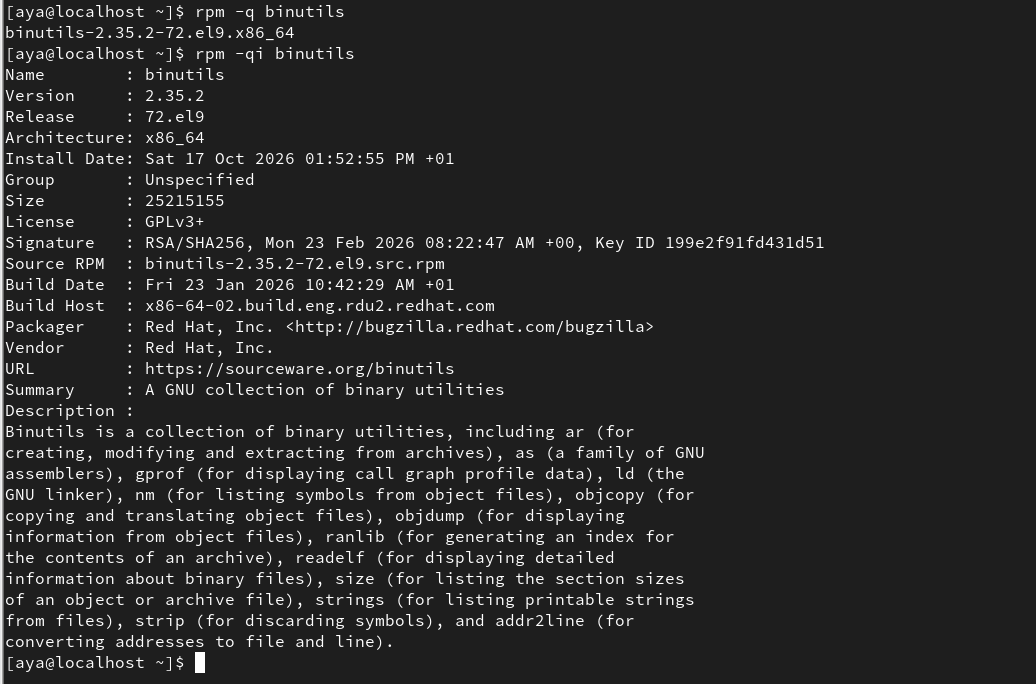 [aya@localhost ~]$ rpm -q binutils
binutils-2.35.2-72.el9.x86_64
[aya@localhost ~]$ rpm -qi binutils
Name        : binutils
Version     : 2.35.2
Release     : 72.el9
Architecture: x86_64
Install Date: Sat 17 Oct 2026 01:52:55 PM +01
Group       : Unspecified
Size        : 25215155
License     : GPLv3+
Signature   : RSA/SHA256, Mon 23 Feb 2026 08:22:47 AM +00, Key ID 199e2f91fd431d51
Source RPM  : binutils-2.35.2-72.el9.src.rpm
Build Date  : Fri 23 Jan 2026 10:42:29 AM +01
Build Host  : x86-64-02.build.eng.rdu2.redhat.com
Packager    : Red Hat, Inc. <http://bugzilla.redhat.com/bugzilla>
Vendor      : Red Hat, Inc.
URL         : https://sourceware.org/binutils
Summary     : A GNU collection of binary utilities
Description :
Binutils is a collection of binary utilities, including ar (for
creating, modifying and extracting from archives), as (a family of GNU
assemblers), gprof (for displaying call graph profile data), ld (the
GNU linker), nm (for listing symbols from object files), objcopy (for
copying and translating object files), objdump (for displaying
information from object files), ranlib (for generating an index for
the contents of an archive), readelf (for displaying detailed
information about binary files), size (for listing the section sizes
of an object or archive file), strings (for listing printable strings
from files), strip (for discarding symbols), and addr2line (for
converting addresses to file and line).
[aya@localhost ~]$